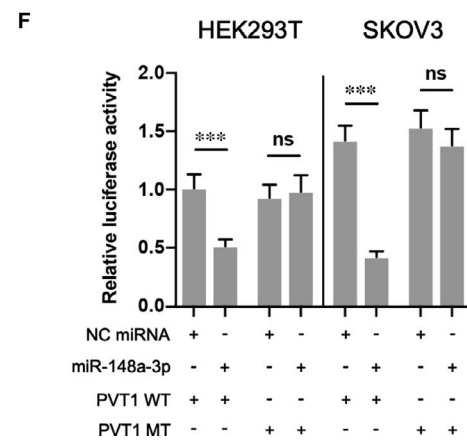 F
HEK293T SKOV3
Relative luciferase activity
2.0
1.5
1.0
0.5
0.0
*** ns *** ns
NC miRNA + - + - + - + -
miR-148a-3p - + - + - + - +
PVT1 WT + + - - + + - -
PVT1 MT - - + + - - + +